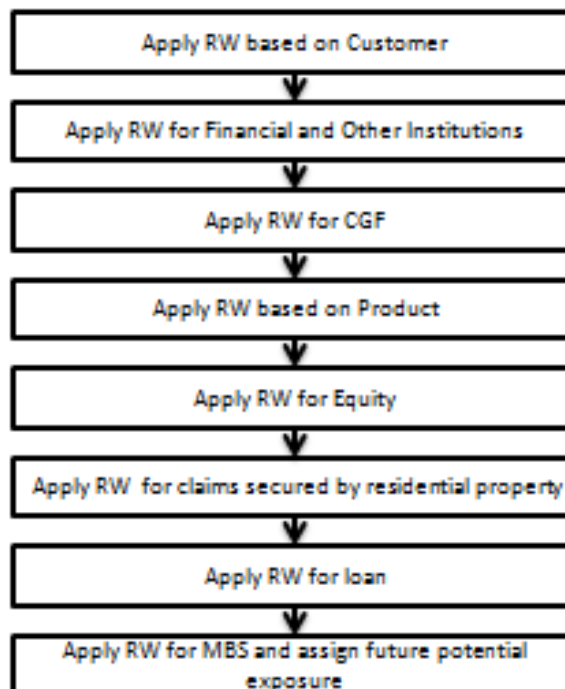 Apply RW based on Customer
Apply RW for Financial and Other Institutions
Apply RW for CGF
Apply RW based on Product
Apply RW for Equity
Apply RW for claims secured by residential property
Apply RW for loan
Apply RW for MBS and assign future potential
exposure